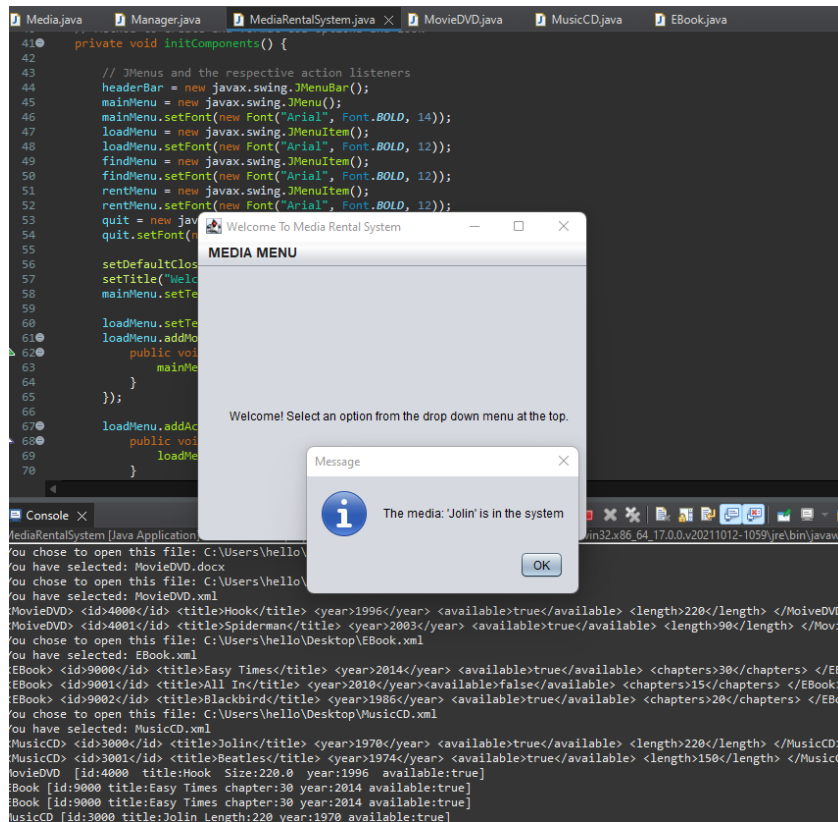 Media.java Manager.java MediaRentalSystem.java MovieDVD.java MusicCD.java EBook.java
41 private void initComponents() {
42
43 // JMenus and the respective action listeners
44 headerBar = new javax.swing.JMenuBar();
45 mainMenu = new javax.swing.JMenu();
46 mainMenu.setFont(new Font("Arial", Font.BOLD, 14));
47 loadMenu = new javax.swing.JMenuItem();
48 loadMenu.setFont(new Font("Arial", Font.BOLD, 12));
49 findMenu = new javax.swing.JMenuItem();
50 findMenu.setFont(new Font("Arial", Font.BOLD, 12));
51 rentMenu = new javax.swing.JMenuItem();
52 rentMenu.setFont(new Font("Arial", Font.BOLD, 12));
53 quit = new jav
54 quit.setFont(n
55
56 setDefaultClos
57 setTitle("Welc
58 mainMenu.setTe
59
60 loadMenu.setTe
61 loadMenu.addMo
62 public voi
63 mainMe
64 }
65 });
66
67 loadMenu.addAc
68 public voi
69 loadMe
70 }
Welcome To Media Rental System
MEDIA MENU
Welcome! Select an option from the drop down menu at the top.
Message
The media: 'Jolin' is in the system
OK
Console
MediaRentalSystem [Java Application] win32.x86_64_17.0.0.v20211012-1059\jre\bin\javaw
You chose to open this file: C:\Users\hello\
You have selected: MovieDVD.docx
You chose to open this file: C:\Users\hello\
You have selected: MovieDVD.xml
<MovieDVD> <id>4000</id> <title>Hook</title> <year>1996</year> <available>true</available> <length>220</length> </MoiveDVD
<MoiveDVD> <id>4001</id> <title>Spiderman</title> <year>2003</year> <available>true</available> <length>90</length> </Movi
You chose to open this file: C:\Users\hello\Desktop\EBook.xml
You have selected: EBook.xml
<EBook> <id>9000</id> <title>Easy Times</title> <year>2014</year> <available>true</available> <chapters>30</chapters> </EB
<EBook> <id>9001</id> <title>All In</title> <year>2010</year><available>false</available> <chapters>15</chapters> </EBook>
<EBook> <id>9002</id> <title>Blackbird</title> <year>1986</year> <available>true</available> <chapters>20</chapters> </EBo
You chose to open this file: C:\Users\hello\Desktop\MusicCD.xml
You have selected: MusicCD.xml
<MusicCD> <id>3000</id> <title>Jolin</title> <year>1970</year> <available>true</available> <length>220</length> </MusicCD>
<MusicCD> <id>3001</id> <title>Beatles</title> <year>1974</year> <available>true</available> <length>150</length> </MusicC
MovieDVD [id:4000 title:Hook Size:220.0 year:1996 available:true]
EBook [id:9000 title:Easy Times chapter:30 year:2014 available:true]
EBook [id:9000 title:Easy Times chapter:30 year:2014 available:true]
MusicCD [id:3000 title:Jolin Length:220 year:1970 available:true]